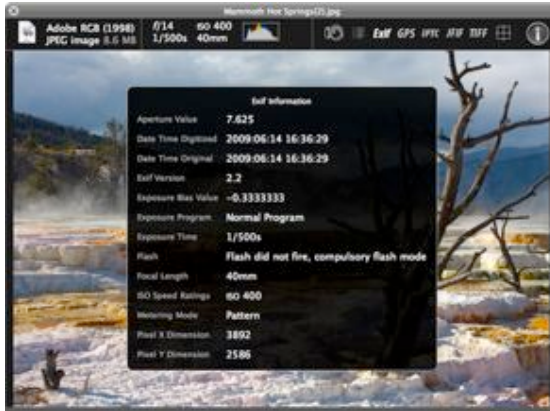 Mammoth Hot Springs(2).jpg
Adobe RGB (1998)
JPEG image 8.6 MB
f/14 ISO 400
1/500s 40mm
Exif GPS IPTC JFIF TIFF
Exif Information
Aperture Value 7.625
Date Time Digitized 2009:06:14 16:36:29
Date Time Original 2009:06:14 16:36:29
Exif Version 2.2
Exposure Bias Value -0.3333333
Exposure Program Normal Program
Exposure Time 1/500s
Flash Flash did not fire, compulsory flash mode
Focal Length 40mm
ISO Speed Ratings ISO 400
Metering Mode Pattern
Pixel X Dimension 3892
Pixel Y Dimension 2586